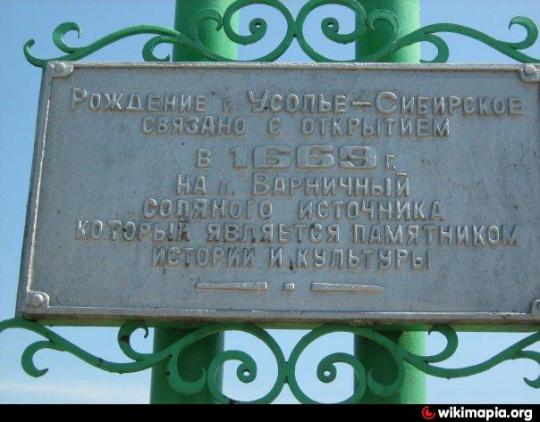 Рождение г. Усолье-Сибирское
связано с открытием
в 1669 г.
на о. Варничный
соляного источника
который является памятником
истории и культуры
wikimapia.org